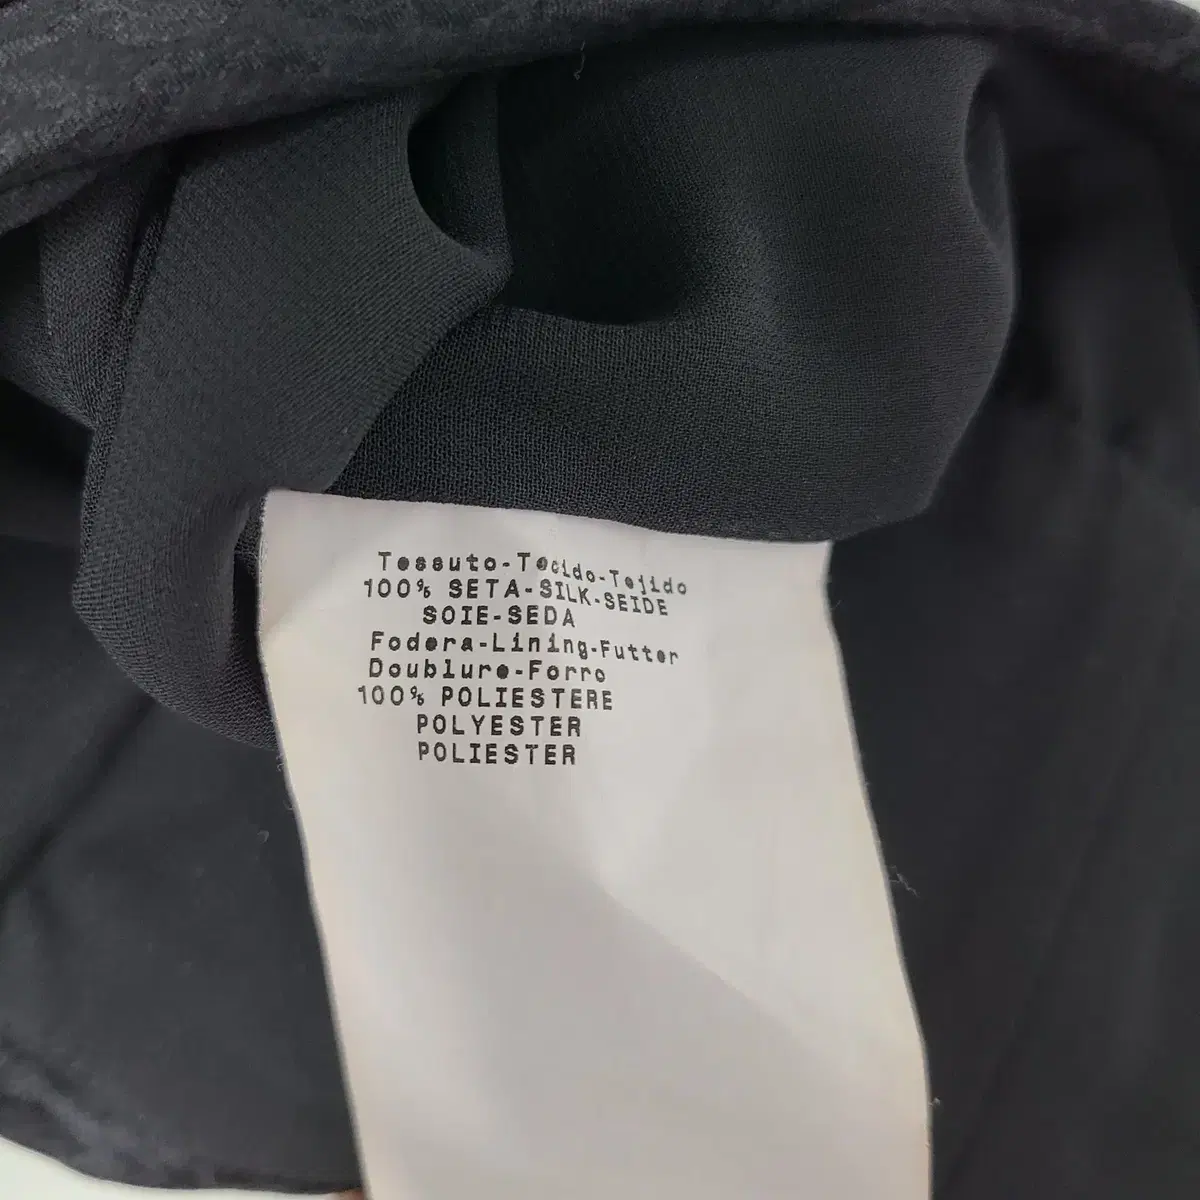 Tessuto-Tecido-Tejido
100% SETA-SILK-SEIDE
SOIE-SEDA
Fodera-Lining-Futter
Doublure-Forro
100% POLIESTERE
POLYESTER
POLIESTER